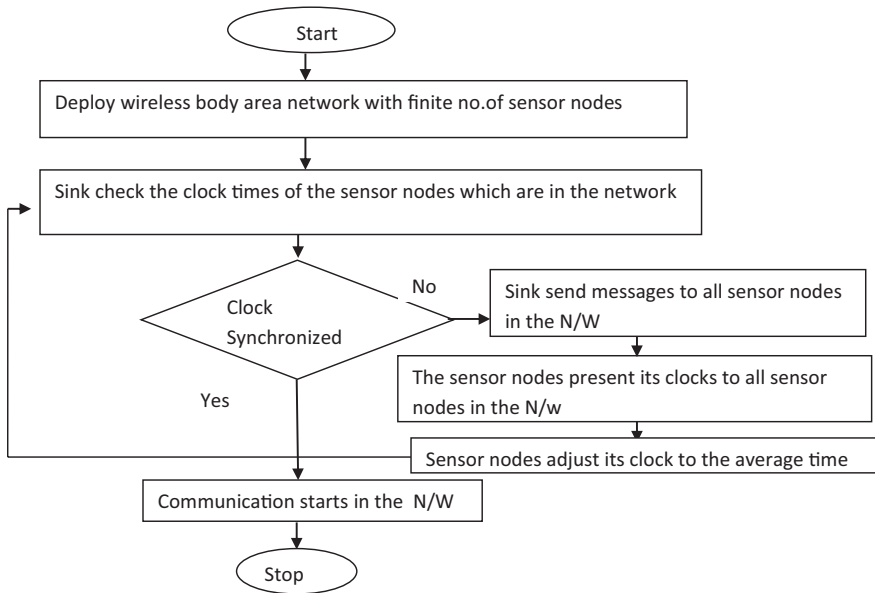 Start
Deploy wireless body area network with finite no.of sensor nodes
Sink check the clock times of the sensor nodes which are in the network
Clock
Synchronized
No
Sink send messages to all sensor nodes
in the N/W
The sensor nodes present its clocks to all sensor
nodes in the N/w
Sensor nodes adjust its clock to the average time
Yes
Communication starts in the N/W
Stop